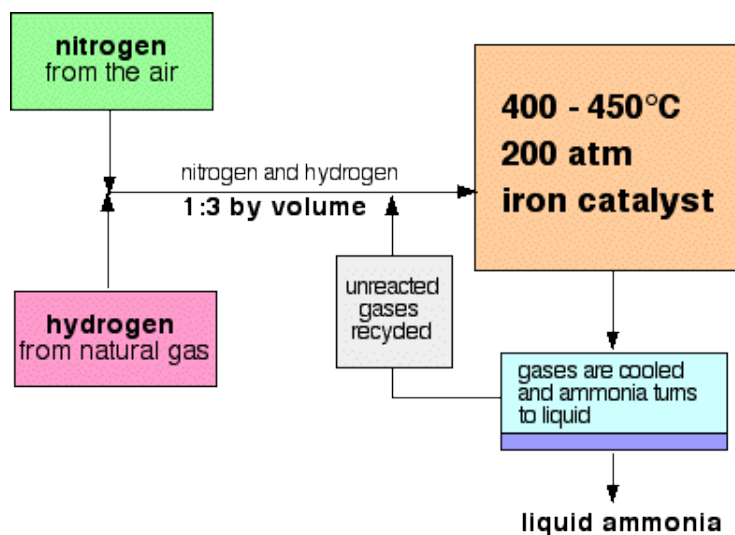 nitrogen
from the air
400 - 450°C
200 atm
iron catalyst
nitrogen and hydrogen
1:3 by volume
unreacted
gases
recycled
hydrogen
from natural gas
gases are cooled
and ammonia turns
to liquid
liquid ammonia